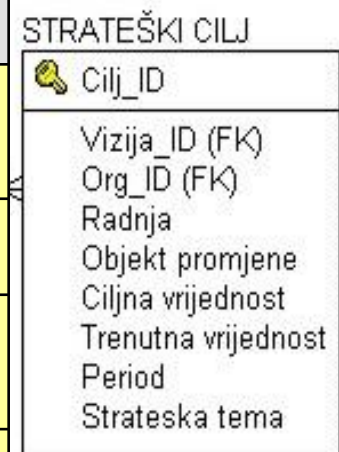 STRATEŠKI CILJ
Cilj_ID
Vizija_ID (FK)
Org_ID (FK)
Radnja
Objekt promjene
Ciljna vrijednost
Trenutna vrijednost
Period
Strateska tema